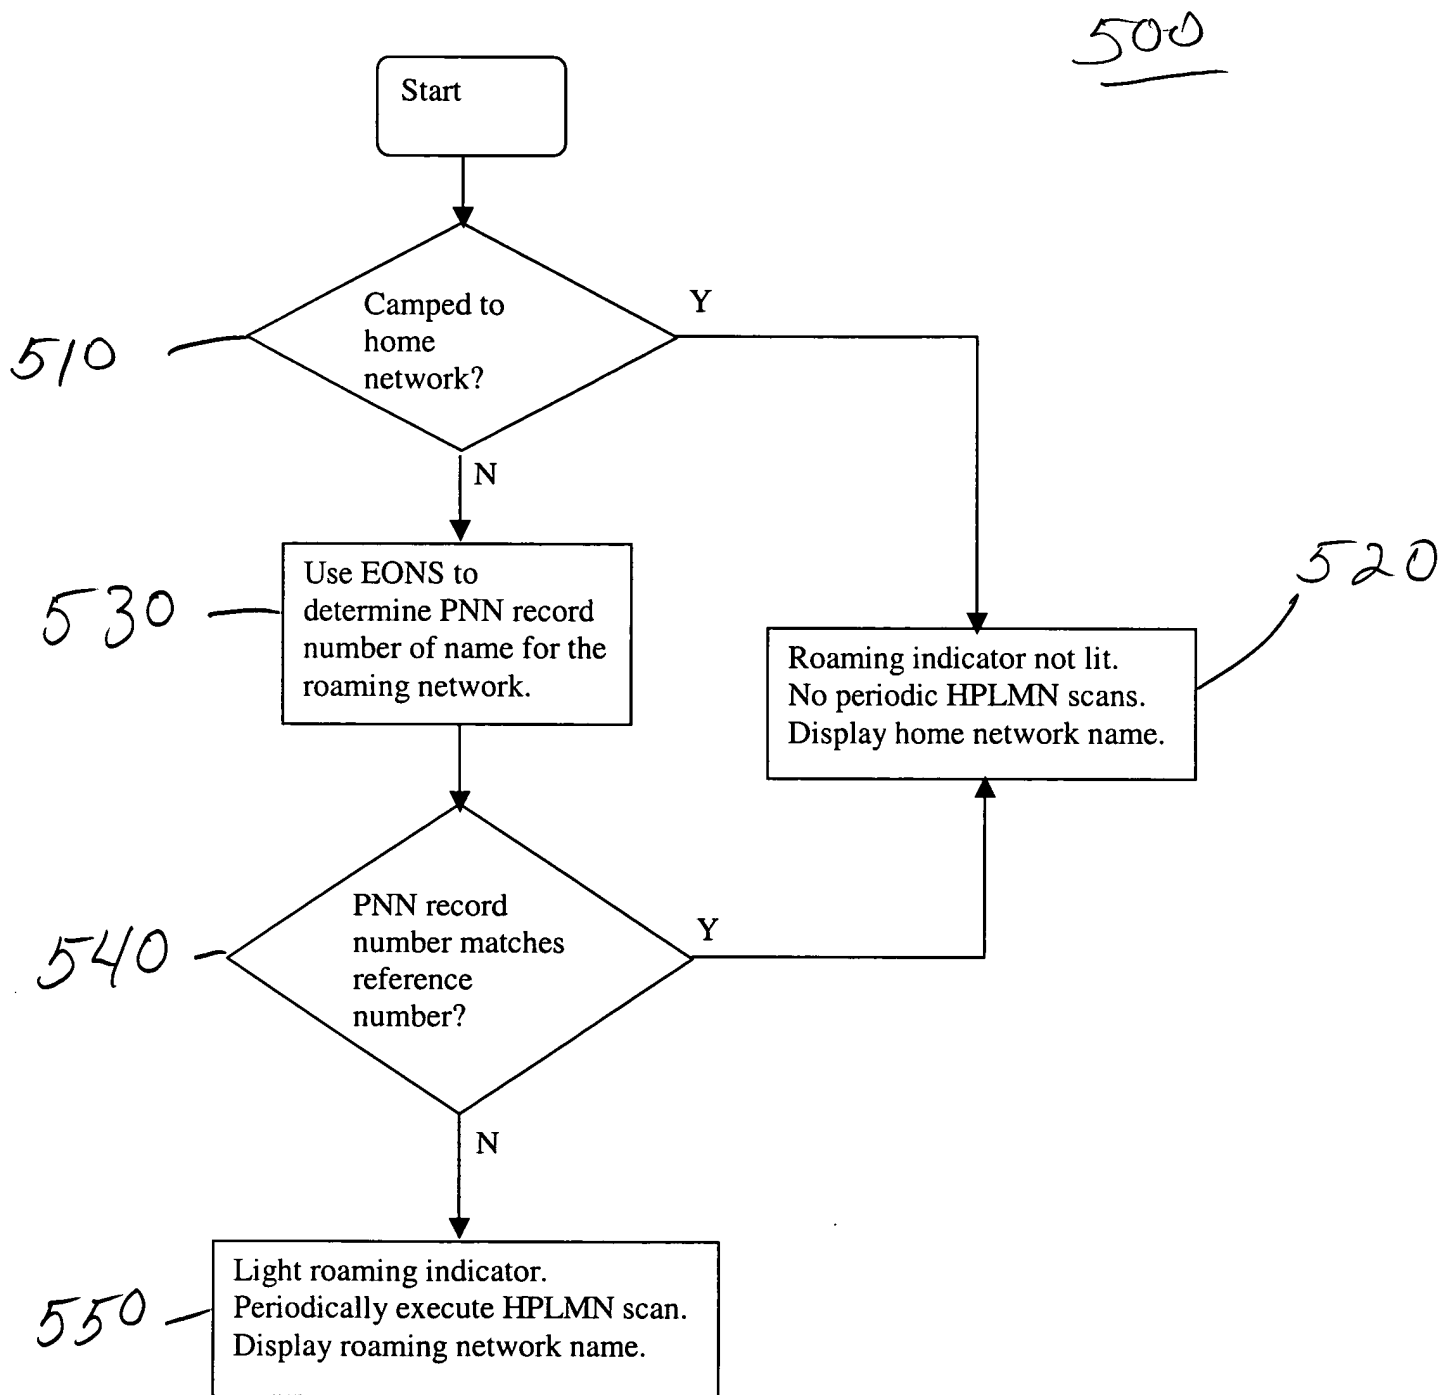 500
Start
Camped to
home
network?
Y
510
N
Use EONS to
determine PNN record
number of name for the
roaming network.
530
520
Roaming indicator not lit.
No periodic HPLMN scans.
Display home network name.
PNN record
number matches
reference
number?
Y
540
N
Light roaming indicator.
Periodically execute HPLMN scan.
Display roaming network name.
550